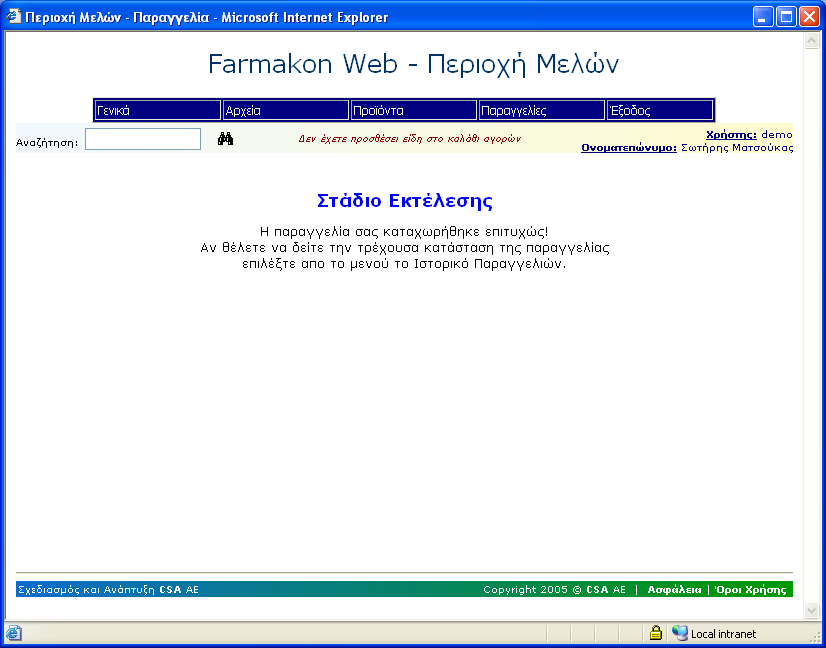 Περιοχή Μελών - Παραγγελία - Microsoft Internet Explorer
Farmakon Web - Περιοχή Μελών
Γενικά Αρχεία Προϊόντα Παραγγελίες Έξοδος
Αναζήτηση: Δεν έχετε προσθέσει είδη στο καλάθι αγορών Χρήστης: demo
Ονοματεπώνυμο: Σωτήρης Ματσούκας
Στάδιο Εκτέλεσης
Η παραγγελία σας καταχωρήθηκε επιτυχώς!
Αν θέλετε να δείτε την τρέχουσα κατάσταση της παραγγελίας
επιλέξτε απο το μενού το Ιστορικό Παραγγελιών.
Σχεδιασμός και Ανάπτυξη CSA AE Copyright 2005 © CSA AE | Ασφάλεια | Όροι Χρήσης
Local intranet